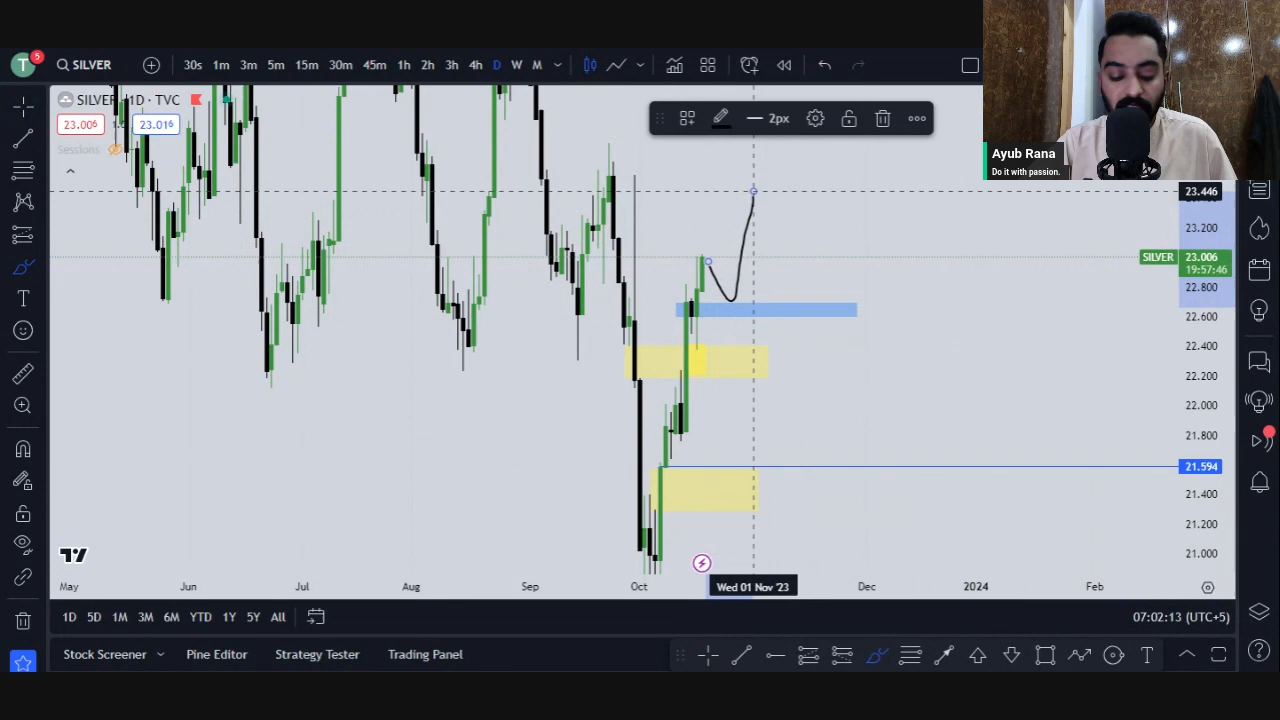 T
5
SILVER
30s 1m 3m 5m 15m 30m 45m 1h 2h 3h 4h D W M
SILVER 1D · TVC
23.006
23.016
Sessions
2px
Ayub Rana
Do it with passion.
23.446
23.200
SILVER 23.006
19:57:46
22.800
22.600
22.400
22.200
22.000
21.800
21.594
21.400
21.200
21.000
May Jun Jul Aug Sep Oct Wed 01 Nov '23 Dec 2024 Feb
1D 5D 1M 3M 6M YTD 1Y 5Y All
07:02:13 (UTC+5)
Stock Screener Pine Editor Strategy Tester Trading Panel